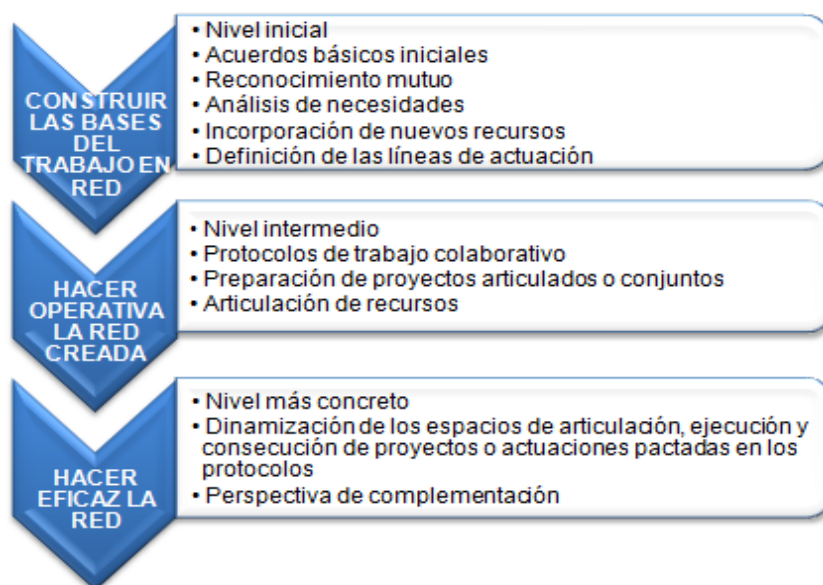 CONSTRUIR
LAS BASES
DEL
TRABAJO EN
RED
• Nivel inicial
• Acuerdos básicos iniciales
• Reconocimiento mutuo
• Análisis de necesidades
• Incorporación de nuevos recursos
• Definición de las líneas de actuación
HACER
OPERATIVA
LA RED
CREADA
• Nivel intermedio
• Protocolos de trabajo colaborativo
• Preparación de proyectos articulados o conjuntos
• Articulación de recursos
HACER
EFICAZ LA
RED
• Nivel más concreto
• Dinamización de los espacios de articulación, ejecución y
consecución de proyectos o actuaciones pactadas en los
protocolos
• Perspectiva de complementación